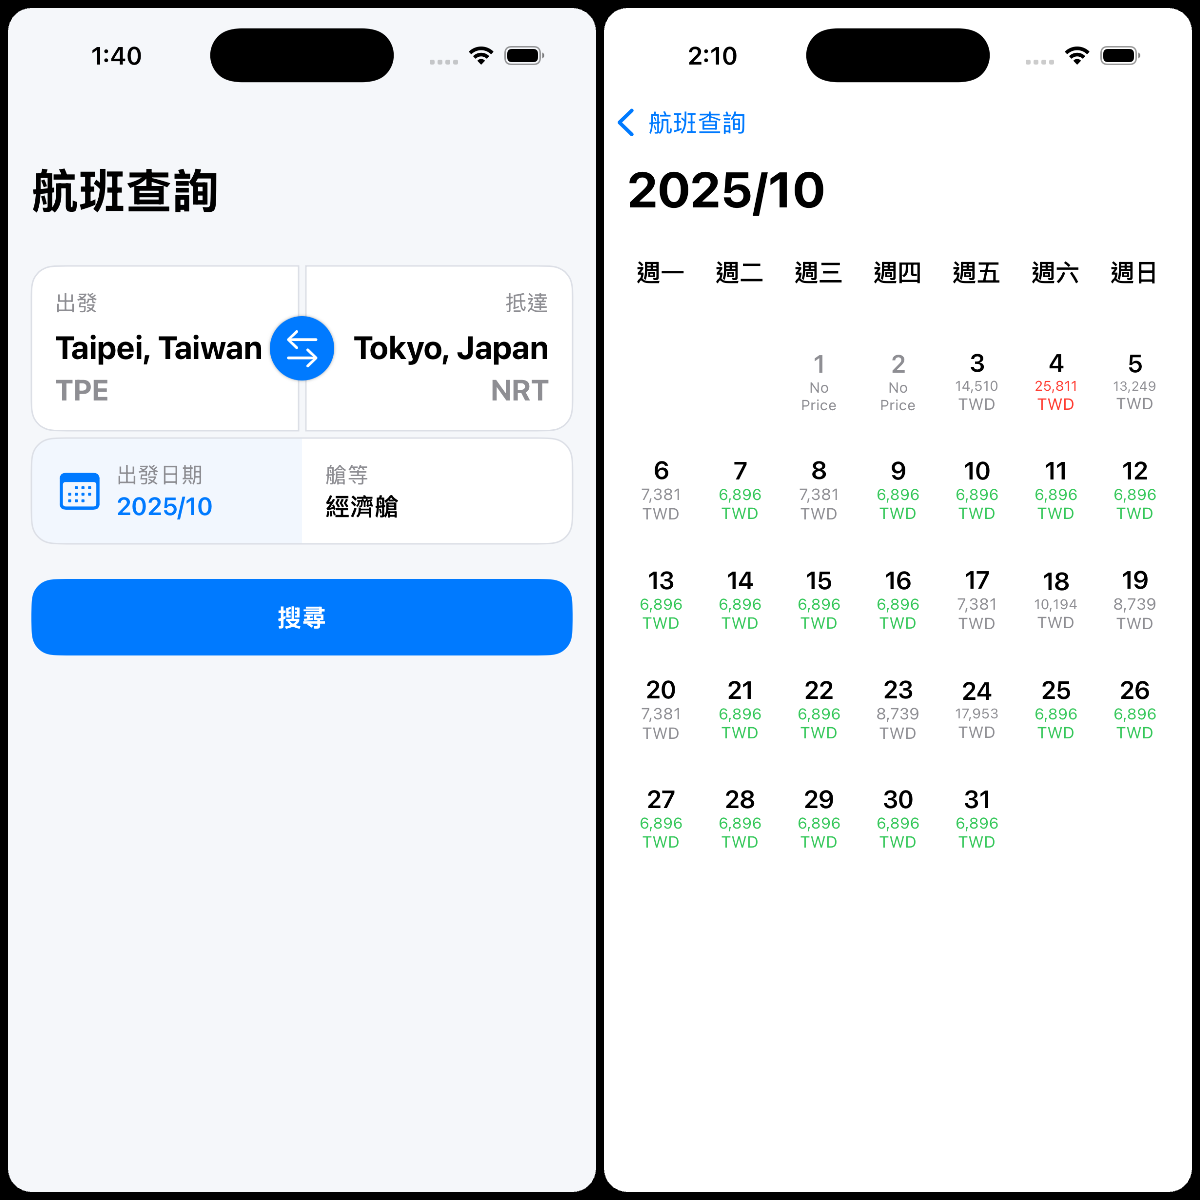 1:40
航班查詢
出發
抵達
Taipei, Taiwan
Tokyo, Japan
TPE
NRT
出發日期
艙等
2025/10
經濟艙
搜尋
2:10
航班查詢
2025/10
週一 週二 週三 週四 週五 週六 週日
1 2 3 4 5
No Price No Price 14,510 TWD 25,811 TWD 13,249 TWD
6 7 8 9 10 11 12
7,381 6,896 7,381 6,896 6,896 6,896 6,896
TWD TWD TWD TWD TWD TWD TWD
13 14 15 16 17 18 19
6,896 6,896 6,896 6,896 7,381 10,194 8,739
TWD TWD TWD TWD TWD TWD TWD
20 21 22 23 24 25 26
7,381 6,896 6,896 8,739 17,953 6,896 6,896
TWD TWD TWD TWD TWD TWD TWD
27 28 29 30 31
6,896 6,896 6,896 6,896 6,896
TWD TWD TWD TWD TWD